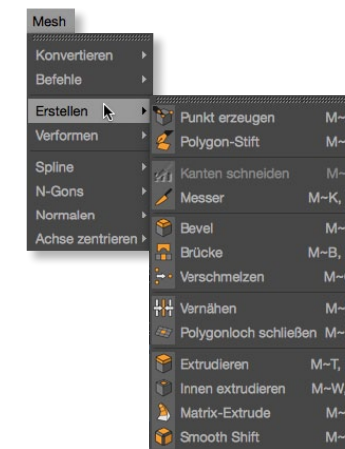 Mesh
Konvertieren
Befehle
Erstellen
Verformen
Spline
N-Gons
Normalen
Achse zentrieren
Punkt erzeugen M~
Polygon-Stift M~
Kanten schneiden M~
Messer M~K,
Bevel M~
Brücke M~B,
Verschmelzen M~
Vernähen M~
Polygonloch schließen M~
Extrudieren M~T,
Innen extrudieren M~W,
Matrix-Extrude M~
Smooth Shift M~